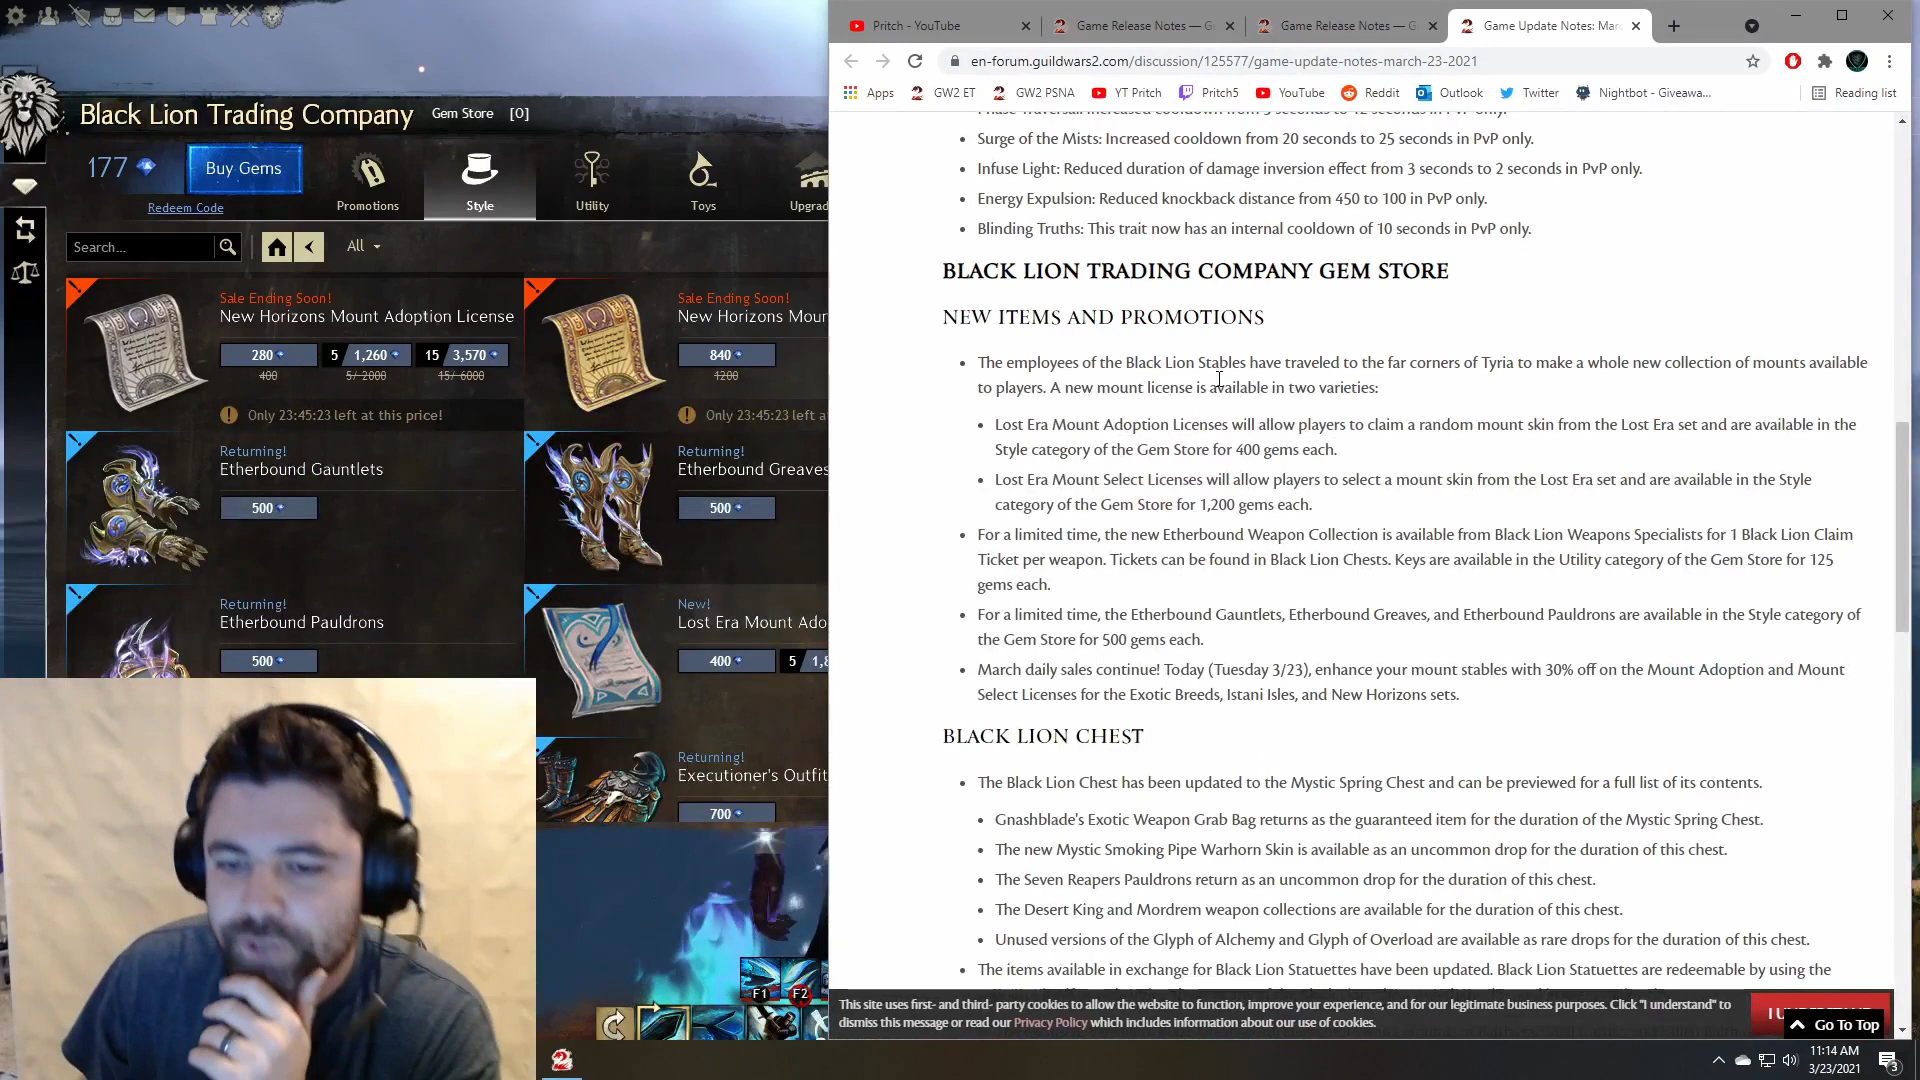 Black Lion Trading Company Gem Store [0]
177 Buy Gems
Redeem Code
Promotions Style Utility Toys Upgrad
Search... All
Sale Ending Soon!
New Horizons Mount Adoption License
280 5 / 1,260 15 / 3,570
400 5/ 2000 15/ 6000
Only 23:45:23 left at this price!
Sale Ending Soon!
New Horizons Mour
840
1200
Only 23:45:23 left a
Returning!
Etherbound Gauntlets
500
Returning!
Etherbound Greaves
500
Returning!
Etherbound Pauldrons
500
New!
Lost Era Mount Ado
400 5 / 1,8
Returning!
Executioner's Outfit
700
F1 F2
Pritch - YouTube
Game Release Notes — G
Game Release Notes — G
Game Update Notes: Mar
en-forum.guildwars2.com/discussion/125577/game-update-notes-march-23-2021
Apps GW2 ET GW2 PSNA YT Pritch Pritch5 YouTube Reddit Outlook Twitter Nightbot - Giveawa... Reading list
Surge of the Mists: Increased cooldown from 20 seconds to 25 seconds in PvP only.
Infuse Light: Reduced duration of damage inversion effect from 3 seconds to 2 seconds in PvP only.
Energy Expulsion: Reduced knockback distance from 450 to 100 in PvP only.
Blinding Truths: This trait now has an internal cooldown of 10 seconds in PvP only.
BLACK LION TRADING COMPANY GEM STORE
NEW ITEMS AND PROMOTIONS
The employees of the Black Lion Stables have traveled to the far corners of Tyria to make a whole new collection of mounts available
to players. A new mount license is available in two varieties:
Lost Era Mount Adoption Licenses will allow players to claim a random mount skin from the Lost Era set and are available in the
Style category of the Gem Store for 400 gems each.
Lost Era Mount Select Licenses will allow players to select a mount skin from the Lost Era set and are available in the Style
category of the Gem Store for 1,200 gems each.
For a limited time, the new Etherbound Weapon Collection is available from Black Lion Weapons Specialists for 1 Black Lion Claim
Ticket per weapon. Tickets can be found in Black Lion Chests. Keys are available in the Utility category of the Gem Store for 125
gems each.
For a limited time, the Etherbound Gauntlets, Etherbound Greaves, and Etherbound Pauldrons are available in the Style category of
the Gem Store for 500 gems each.
March daily sales continue! Today (Tuesday 3/23), enhance your mount stables with 30% off on the Mount Adoption and Mount
Select Licenses for the Exotic Breeds, Istani Isles, and New Horizons sets.
BLACK LION CHEST
The Black Lion Chest has been updated to the Mystic Spring Chest and can be previewed for a full list of its contents.
Gnashblade's Exotic Weapon Grab Bag returns as the guaranteed item for the duration of the Mystic Spring Chest.
The new Mystic Smoking Pipe Warhorn Skin is available as an uncommon drop for the duration of this chest.
The Seven Reapers Pauldrons return as an uncommon drop for the duration of this chest.
The Desert King and Mordrem weapon collections are available for the duration of this chest.
Unused versions of the Glyph of Alchemy and Glyph of Overload are available as rare drops for the duration of this chest.
The items available in exchange for Black Lion Statuettes have been updated. Black Lion Statuettes are redeemable by using the
This site uses first- and third- party cookies to allow the website to function, improve your experience, and for our legitimate business purposes. Click "I understand" to
dismiss this message or read our Privacy Policy which includes information about our use of cookies.
Go To Top
11:14 AM
3/23/2021
3